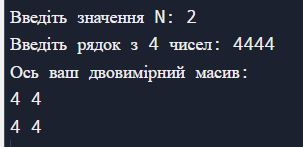 Введіть значення N: 2
Введіть рядок з 4 чисел: 4444
Ось ваш двовимірний масив:
4 4
4 4